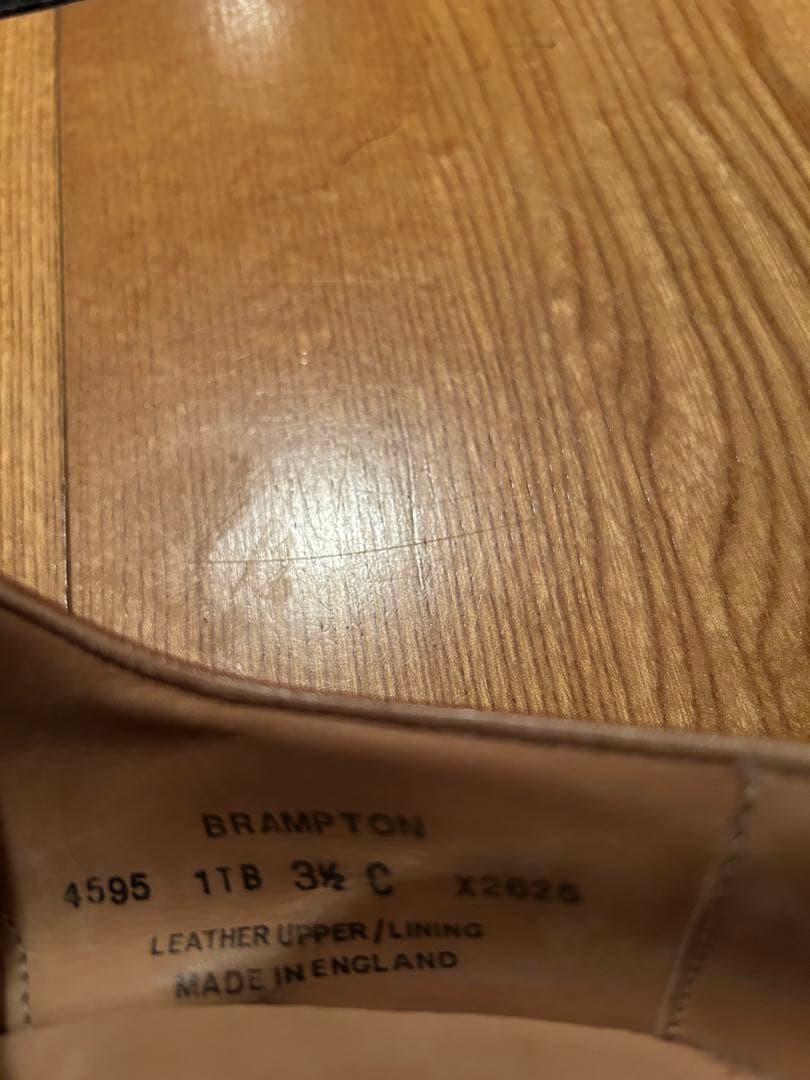 BRAMPTON
4595 1TB 3½ C X2626
LEATHER UPPER/LINING
MADE IN ENGLAND